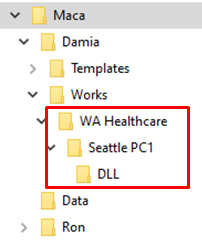 Maca
Damia
Templates
Works
WA Healthcare
Seattle PC1
DLL
Data
Ron